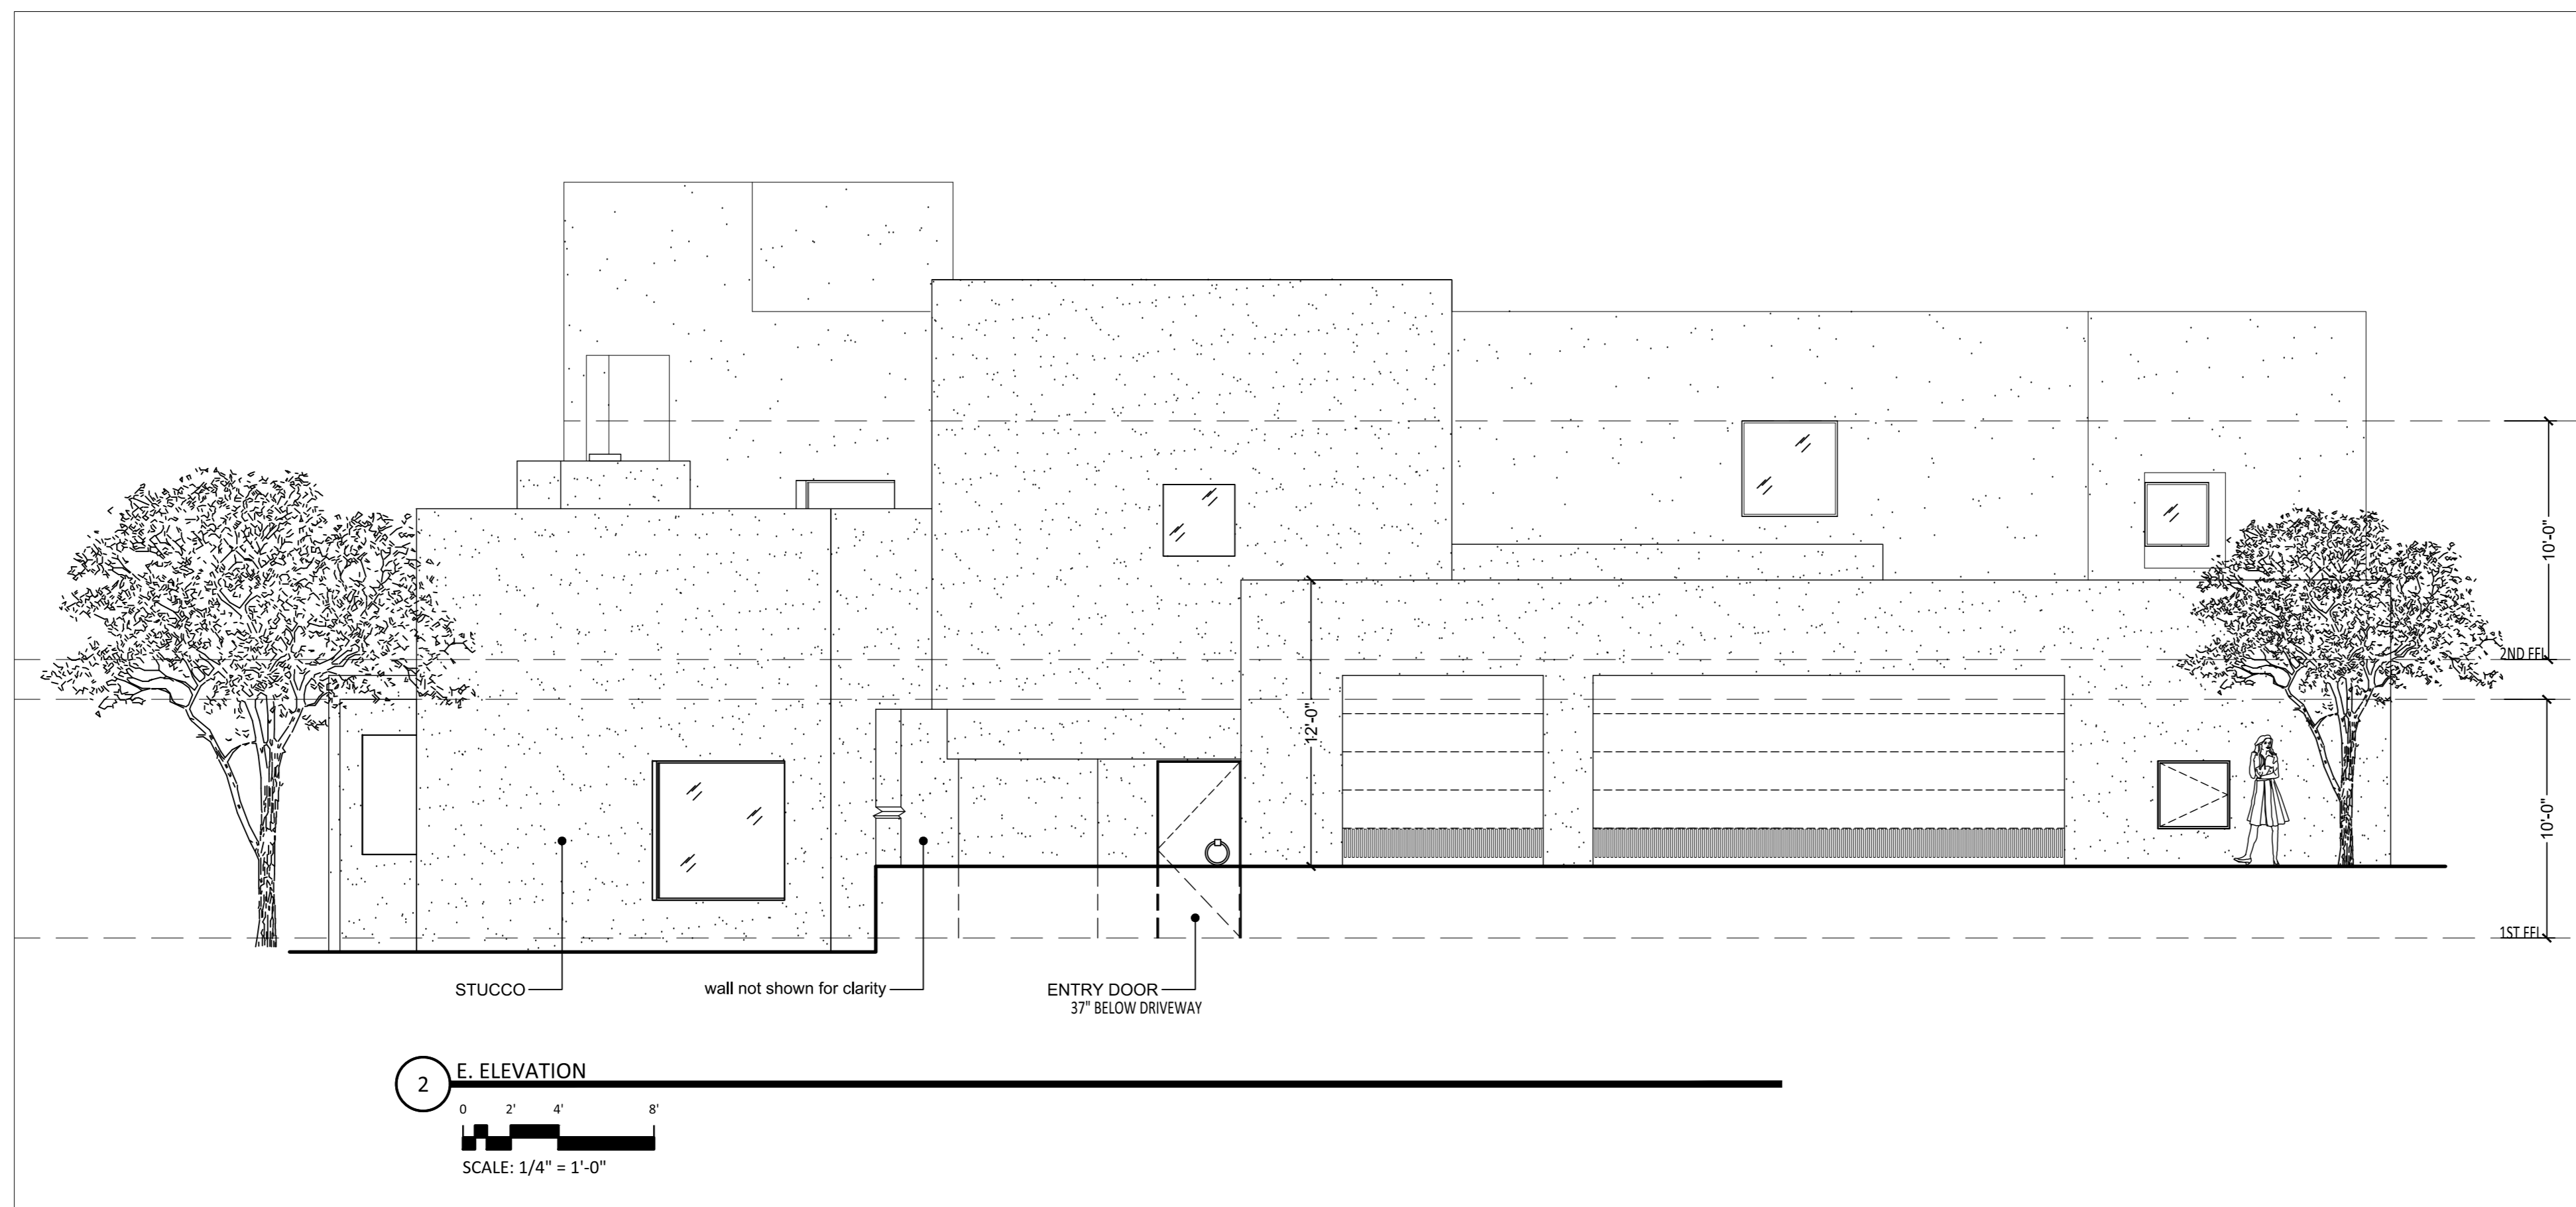 10'-0"
2ND FFL
12'-0"
10'-0"
1ST FFL
STUCCO
wall not shown for clarity
ENTRY DOOR
37" BELOW DRIVEWAY
2
E. ELEVATION
0 2' 4' 8'
SCALE: 1/4" = 1'-0"